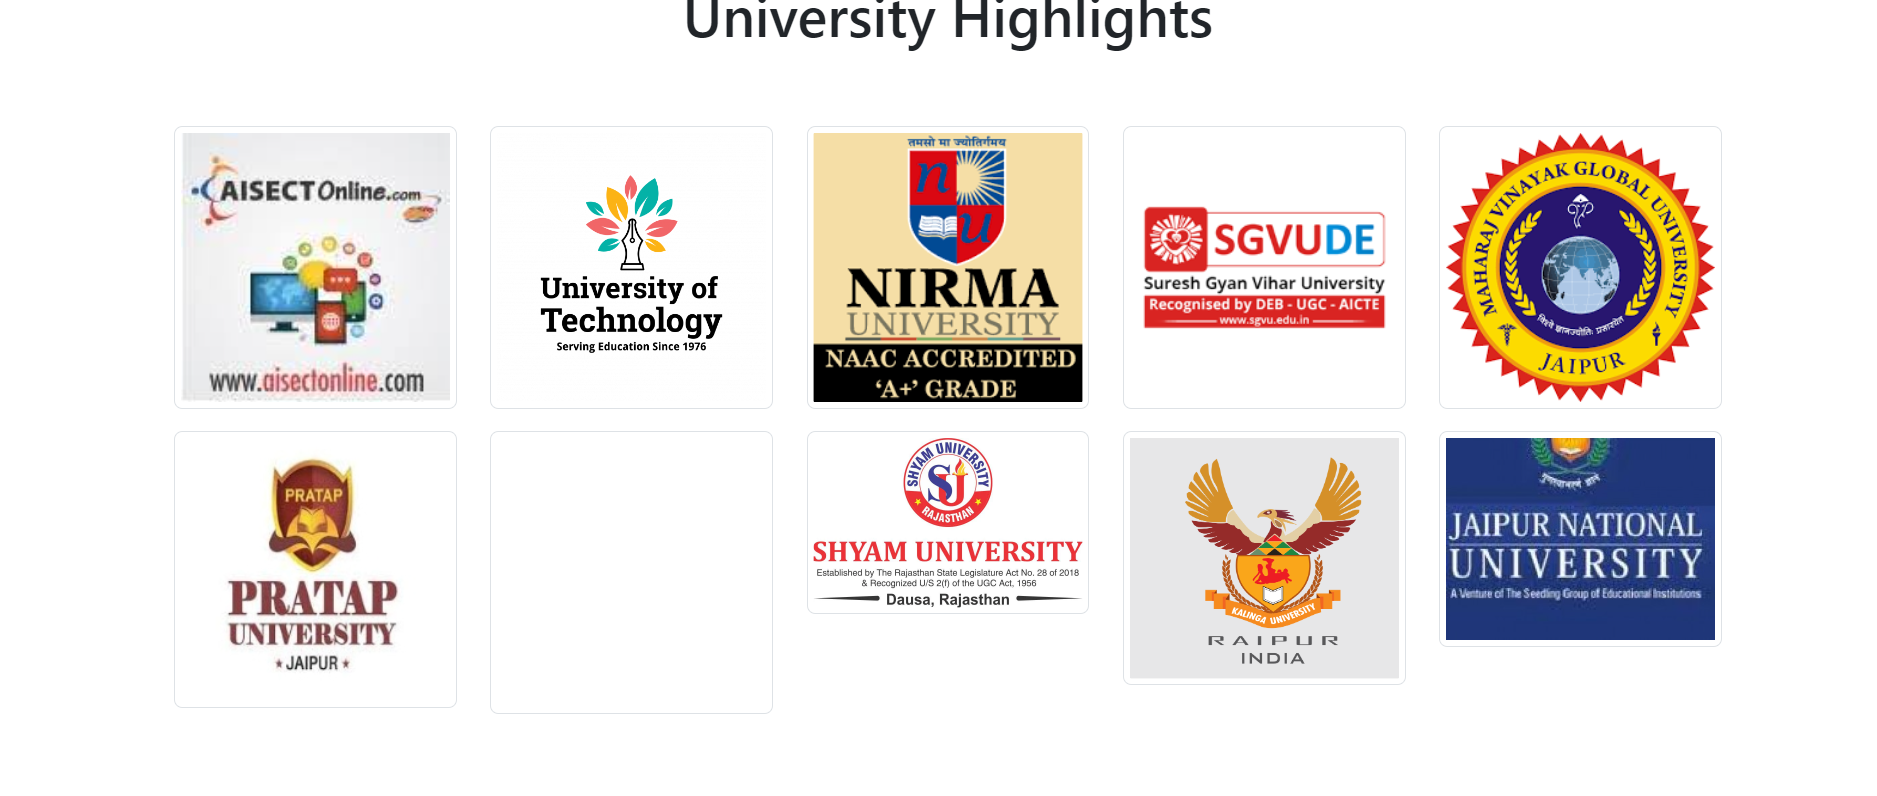 University Highlights
AISECT Online.com
www.aisectonline.com
University of
Technology
Serving Education Since 1976
तमसो मा ज्योतिर्गमय
n
u
NIRMA
UNIVERSITY
NAAC ACCREDITED
‘A+’ GRADE
SGVUDE
Suresh Gyan Vihar University
Recognised by DEB - UGC - AICTE
www.sgvu.edu.in
MAHARAJ VINAYAK GLOBAL UNIVERSITY
JAIPUR
PRATAP
PRATAP
UNIVERSITY
★ JAIPUR ★
SHYAM UNIVERSITY
SU
RAJASTHAN
SHYAM UNIVERSITY
Established by The Rajasthan State Legislature Act No. 28 of 2018
& Recognized U/S 2(f) of the UGC Act, 1956
Dausa, Rajasthan
KALINGA UNIVERSITY
RAIPUR
INDIA
JAIPUR NATIONAL
UNIVERSITY
A Venture of The Seedling Group of Educational Institutions